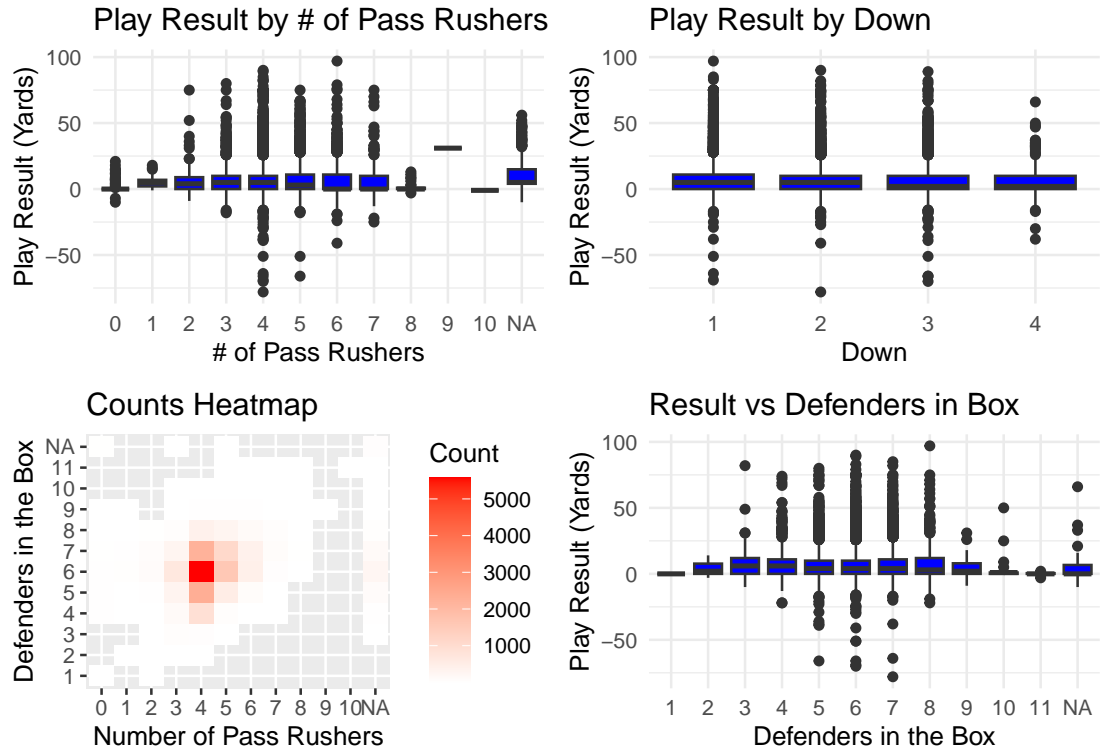 Play Result by # of Pass Rushers
Play Result (Yards)
100
50
0
−50
0 1 2 3 4 5 6 7 8 9 10 NA
# of Pass Rushers
Play Result by Down
Play Result (Yards)
100
50
0
−50
1 2 3 4
Down
Counts Heatmap
Defenders in the Box
NA
11
10
9
8
7
6
5
4
3
2
1
0 1 2 3 4 5 6 7 8 9 10NA
Number of Pass Rushers
Count
5000
4000
3000
2000
1000
Result vs Defenders in Box
Play Result (Yards)
100
50
0
−50
1 2 3 4 5 6 7 8 9 10 11 NA
Defenders in the Box